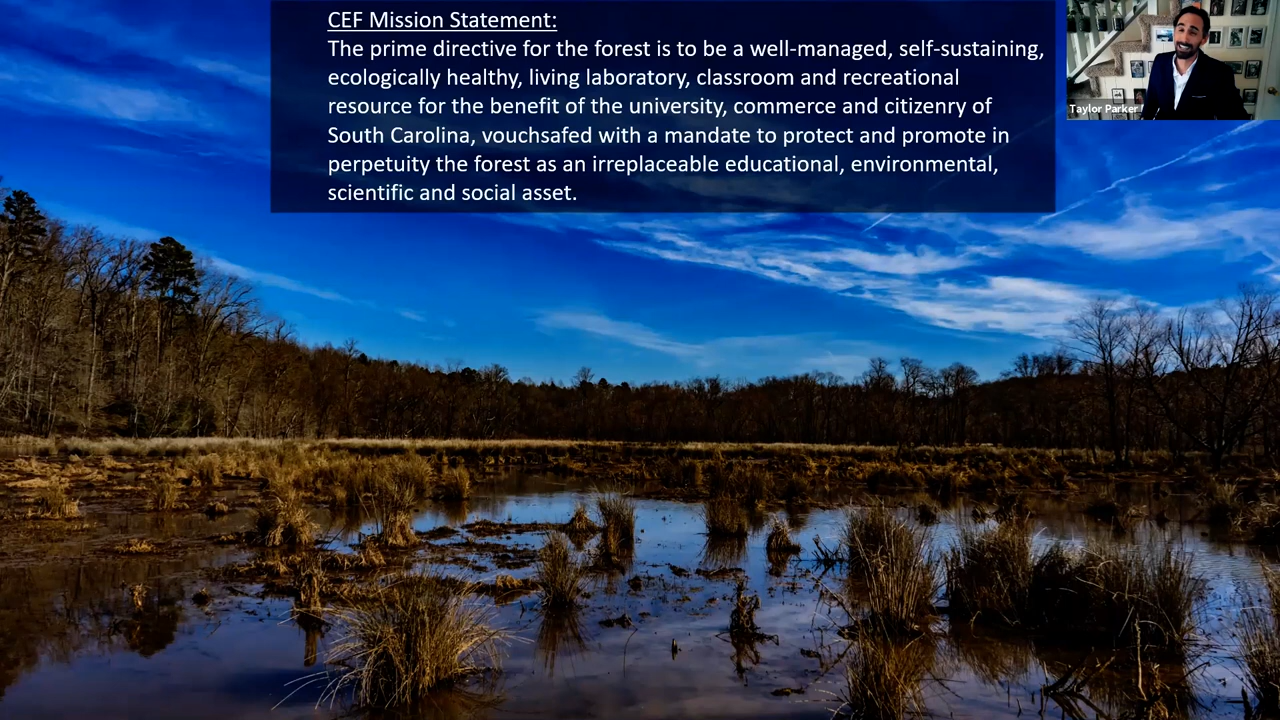 CEF Mission Statement:
The prime directive for the forest is to be a well-managed, self-sustaining,
ecologically healthy, living laboratory, classroom and recreational
resource for the benefit of the university, commerce and citizenry of
South Carolina, vouchsafed with a mandate to protect and promote in
perpetuity the forest as an irreplaceable educational, environmental,
scientific and social asset.
Taylor Parker